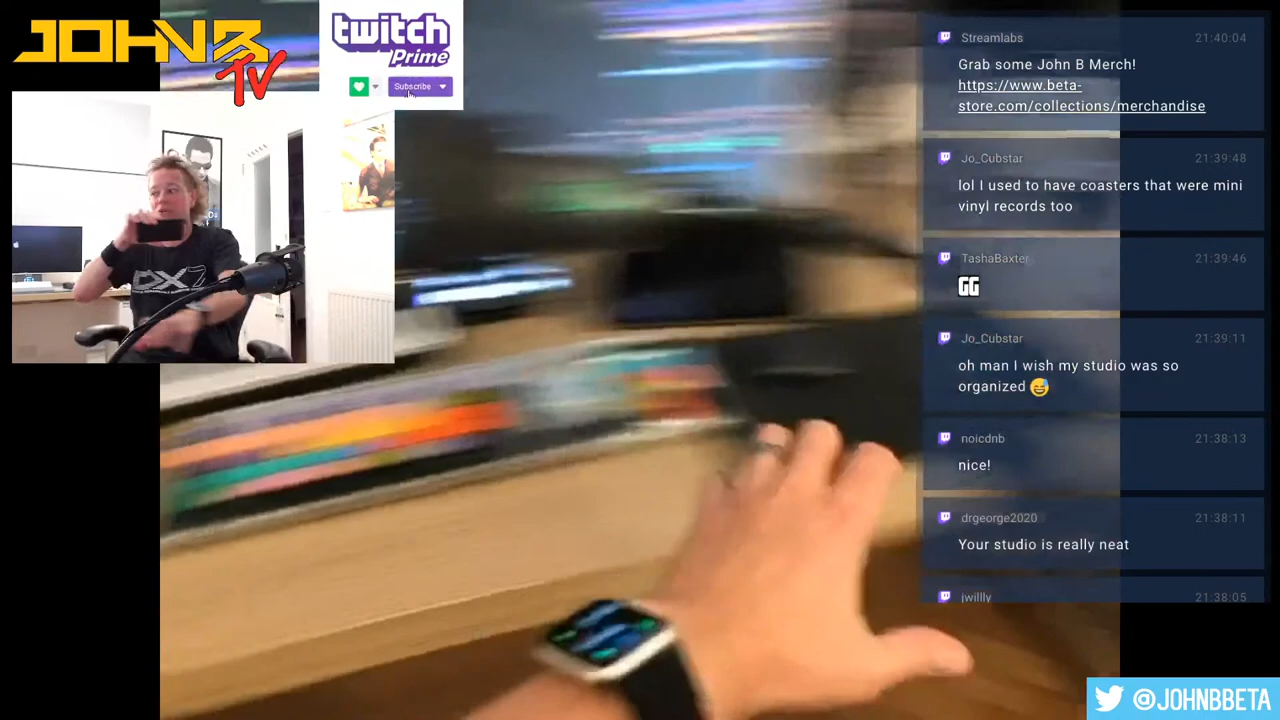 JOHN B
TV
twitch
Prime
Subscribe
DX7
Streamlabs 21:40:04
Grab some John B Merch!
https://www.beta-
store.com/collections/merchandise
Jo_Cubstar 21:39:48
lol I used to have coasters that were mini
vinyl records too
TashaBaxter 21:39:46
GG
Jo_Cubstar 21:39:11
oh man I wish my studio was so
organized 😅
noicdnb 21:38:13
nice!
drgeorge2020 21:38:11
Your studio is really neat
jwillly 21:38:05
@JOHNBBETA